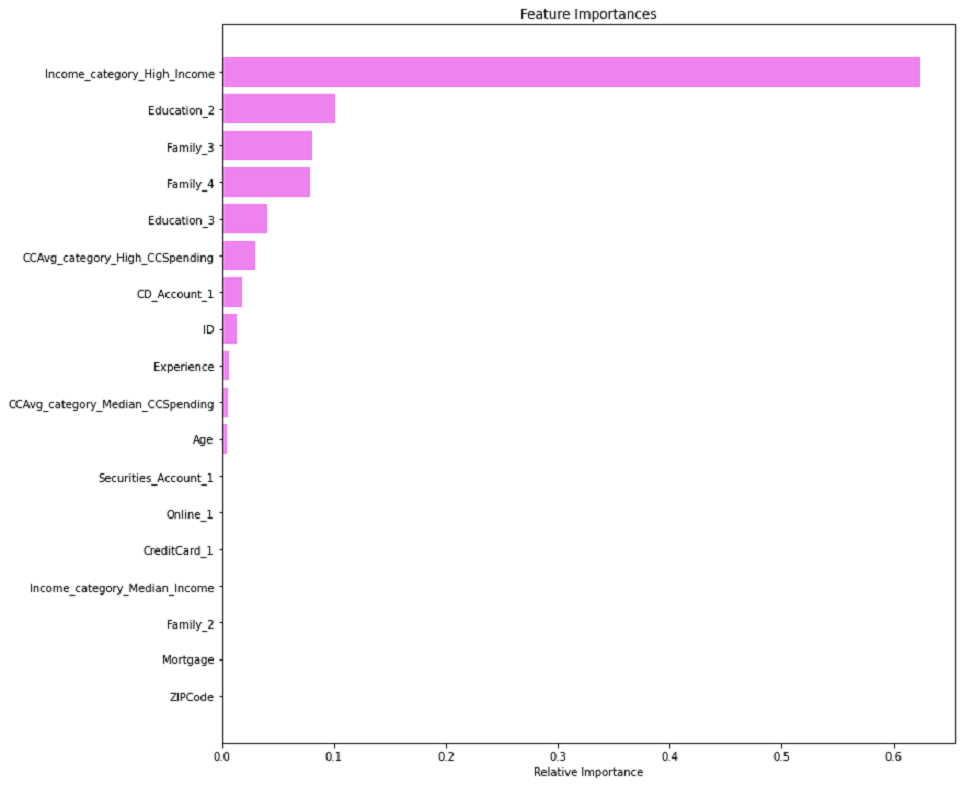 Feature Importances
Income_category_High_Income
Education_2
Family_3
Family_4
Education_3
CCAvg_category_High_CCSpending
CD_Account_1
ID
Experience
CCAvg_category_Median_CCSpending
Age
Securities_Account_1
Online_1
CreditCard_1
Income_category_Median_Income
Family_2
Mortgage
ZIPCode
0.0 0.1 0.2 0.3 0.4 0.5 0.6
Relative Importance